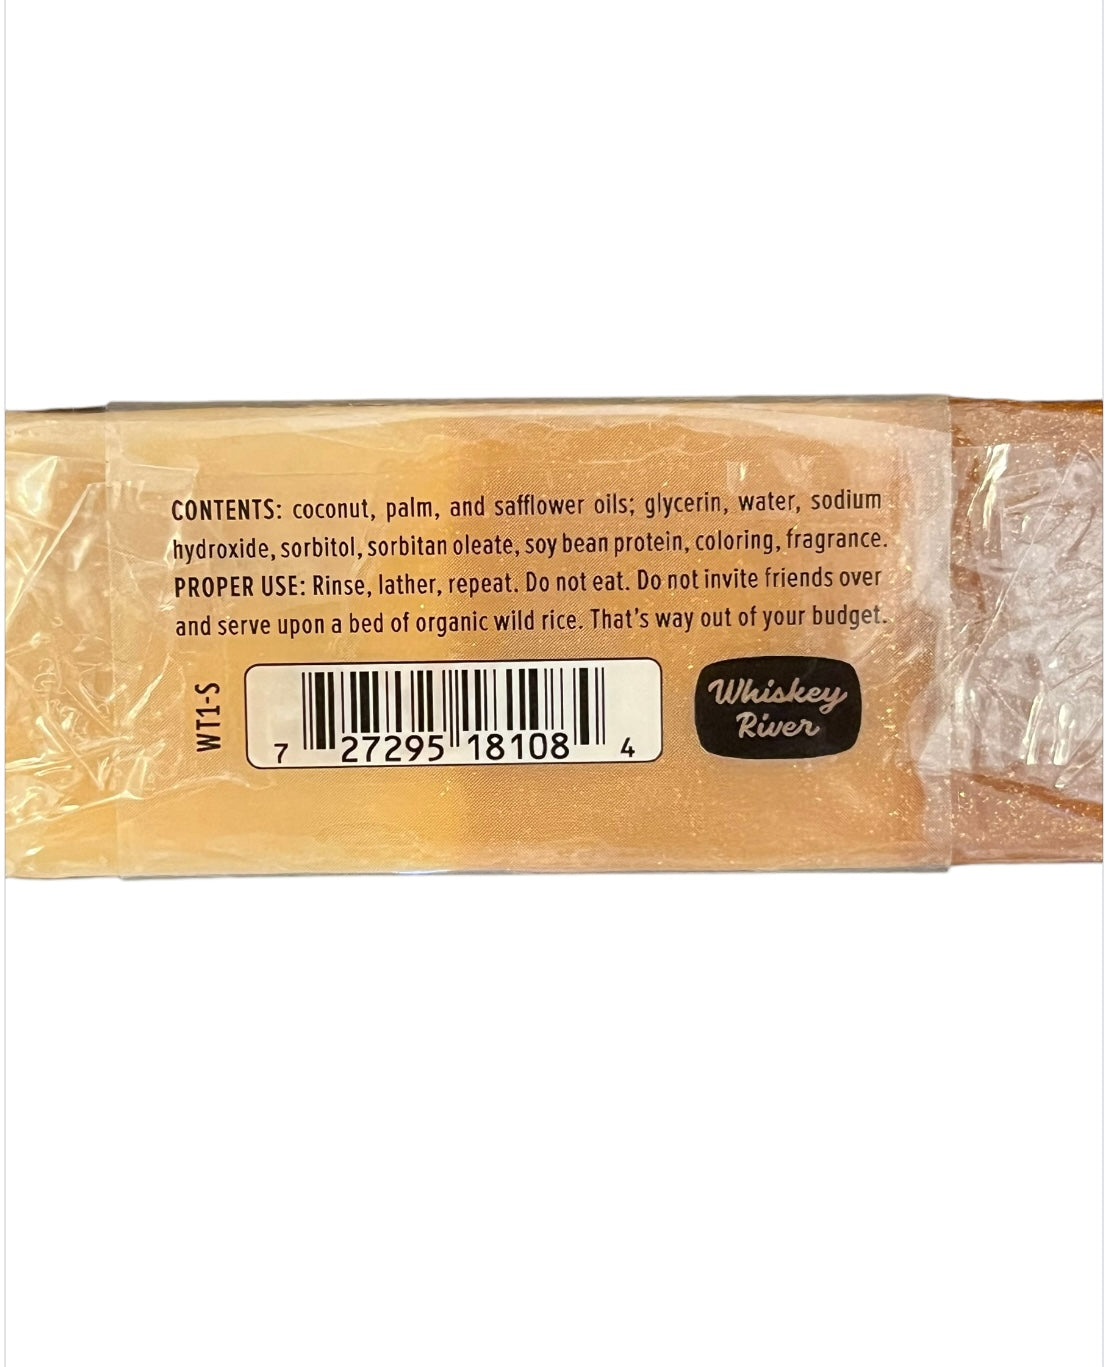 CONTENTS: coconut, palm, and safflower oils; glycerin, water, sodium
hydroxide, sorbitol, sorbitan oleate, soy bean protein, coloring, fragrance.
PROPER USE: Rinse, lather, repeat. Do not eat. Do not invite friends over
and serve upon a bed of organic wild rice. That's way out of your budget.
WT1-S
7 27295 18108 4
Whiskey
River